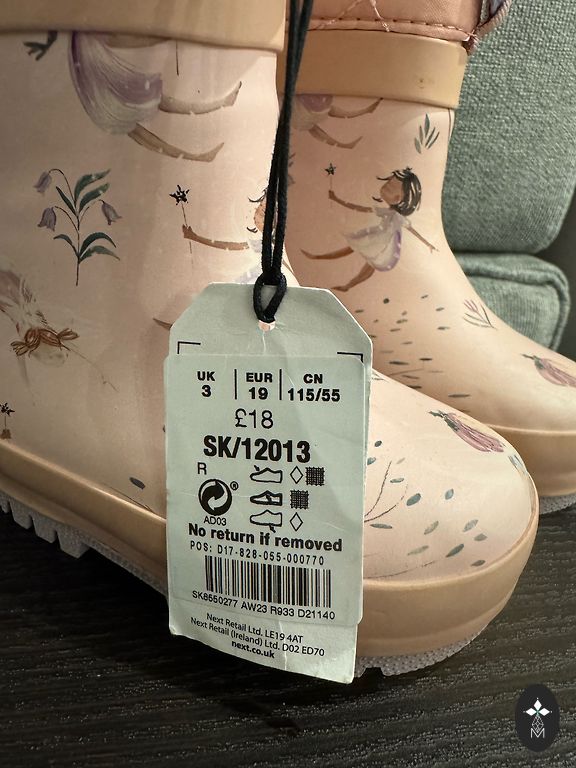 UK EUR CN
3 19 115/55
£18
SK/12013
R
®
AD03
No return if removed
POS: D17-828-055-000770
SK8550277 AW23 R933 D21140
Next Retail Ltd. LE19 4AT
Next Retail (Ireland) Ltd. D02 ED70
next.co.uk
M